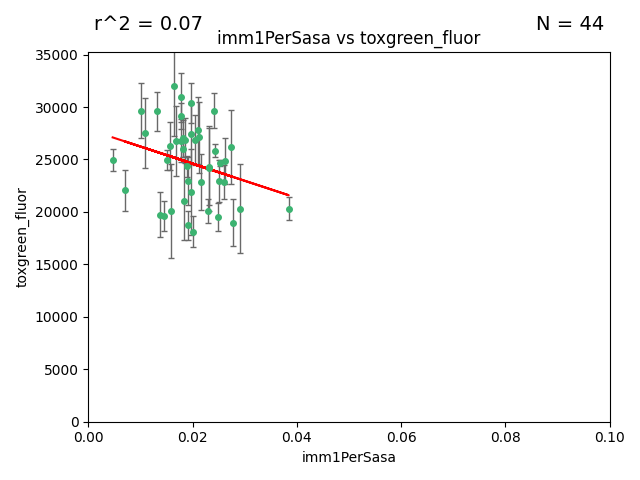 r^2 = 0.07
N = 44
imm1PerSasa vs toxgreen_fluor
35000
30000
25000
20000
15000
10000
5000
0
toxgreen_fluor
0.00
0.02
0.04
0.06
0.08
0.10
imm1PerSasa